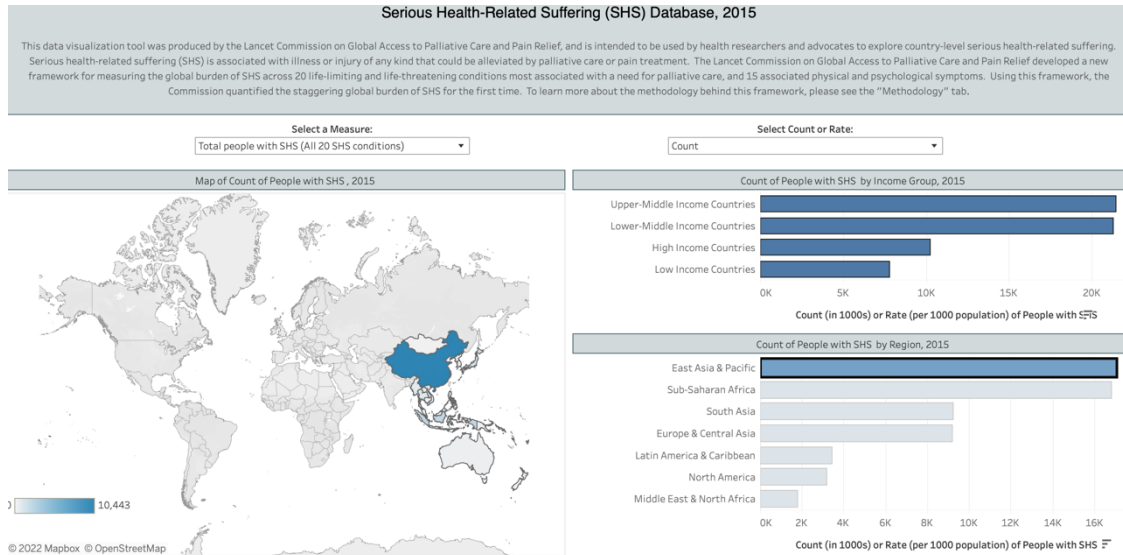 Serious Health-Related Suffering (SHS) Database, 2015
This data visualization tool was produced by the Lancet Commission on Global Access to Palliative Care and Pain Relief, and is intended to be used by health researchers and advocates to explore country-level serious health-related suffering.
Serious health-related suffering (SHS) is associated with illness or injury of any kind that could be alleviated by palliative care or pain treatment. The Lancet Commission on Global Access to Palliative Care and Pain Relief developed a new
framework for measuring the global burden of SHS across 20 life-limiting and life-threatening conditions most associated with a need for palliative care, and 15 associated physical and psychological symptoms. Using this framework, the
Commission quantified the staggering global burden of SHS for the first time. To learn more about the methodology behind this framework, please see the "Methodology" tab.
Select a Measure:
Total people with SHS (All 20 SHS conditions)
Select Count or Rate:
Count
Map of Count of People with SHS , 2015
10,443
© 2022 Mapbox © OpenStreetMap
Count of People with SHS by Income Group, 2015
Upper-Middle Income Countries
Lower-Middle Income Countries
High Income Countries
Low Income Countries
0K 5K 10K 15K 20K
Count (in 1000s) or Rate (per 1000 population) of People with SHS
Count of People with SHS by Region, 2015
East Asia & Pacific
Sub-Saharan Africa
South Asia
Europe & Central Asia
Latin America & Caribbean
North America
Middle East & North Africa
0K 2K 4K 6K 8K 10K 12K 14K 16K
Count (in 1000s) or Rate (per 1000 population) of People with SHS